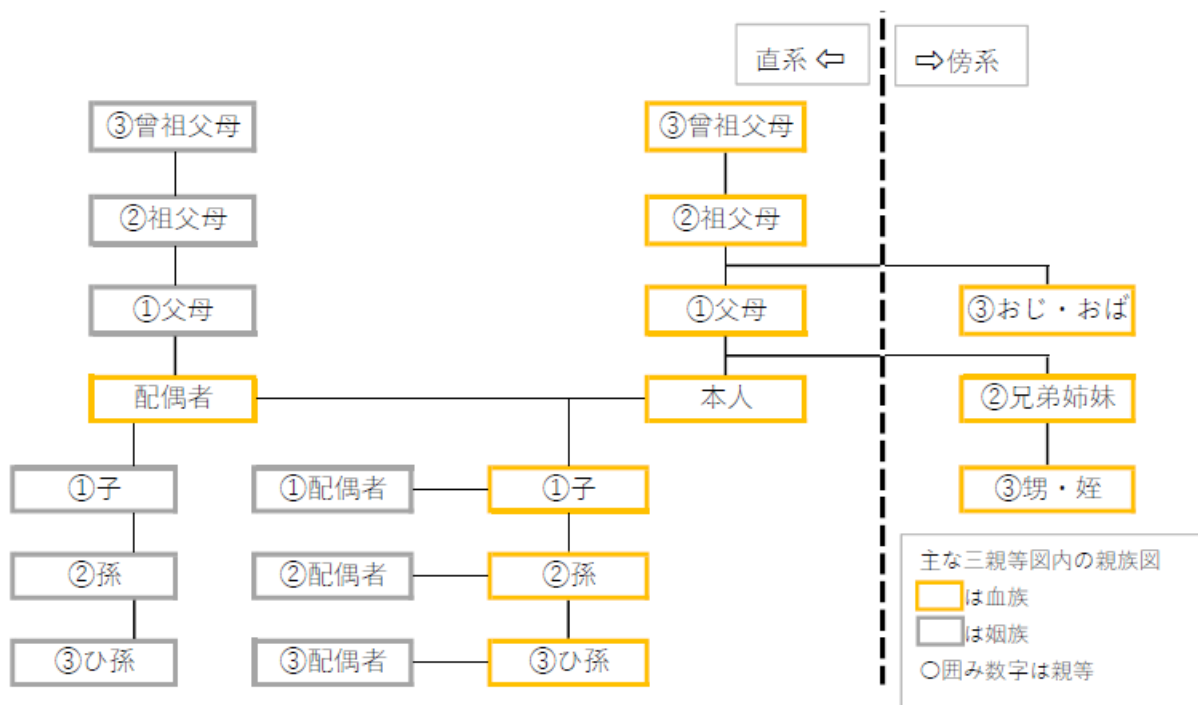 直系⇦
⇨傍系
③曾祖父母
③曾祖父母
②祖父母
②祖父母
①父母
①父母
③おじ・おば
配偶者
本人
②兄弟姉妹
①子
①配偶者
①子
③甥・姪
②孫
②配偶者
②孫
③ひ孫
③配偶者
③ひ孫
主な三親等図内の親族図
は血族
は姻族
○囲み数字は親等